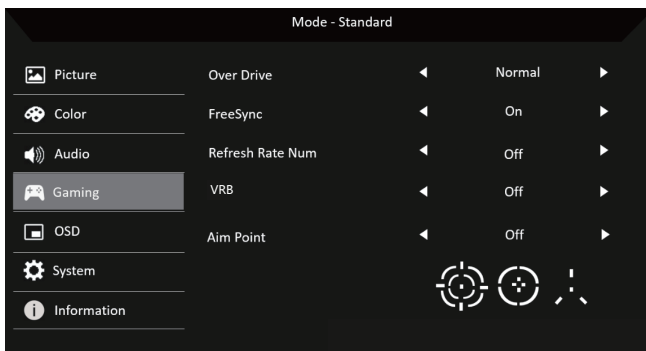 Mode - Standard
Picture
Over Drive Normal
Color
FreeSync On
Audio
Refresh Rate Num Off
Gaming
VRB Off
OSD
Aim Point Off
System
Information